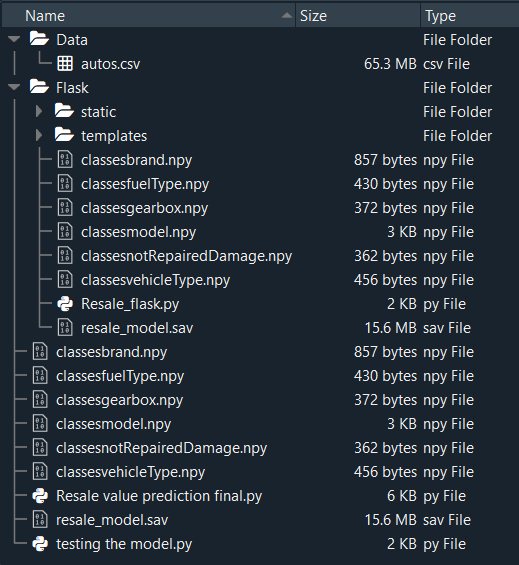 Name Size Type
Data File Folder
autos.csv 65.3 MB csv File
Flask File Folder
static File Folder
templates File Folder
classesbrand.npy 857 bytes npy File
classesfuelType.npy 430 bytes npy File
classesgearbox.npy 372 bytes npy File
classesmodel.npy 3 KB npy File
classesnotRepairedDamage.npy 362 bytes npy File
classesvehicleType.npy 456 bytes npy File
Resale_flask.py 2 KB py File
resale_model.sav 15.6 MB sav File
classesbrand.npy 857 bytes npy File
classesfuelType.npy 430 bytes npy File
classesgearbox.npy 372 bytes npy File
classesmodel.npy 3 KB npy File
classesnotRepairedDamage.npy 362 bytes npy File
classesvehicleType.npy 456 bytes npy File
Resale value prediction final.py 6 KB py File
resale_model.sav 15.6 MB sav File
testing the model.py 2 KB py File